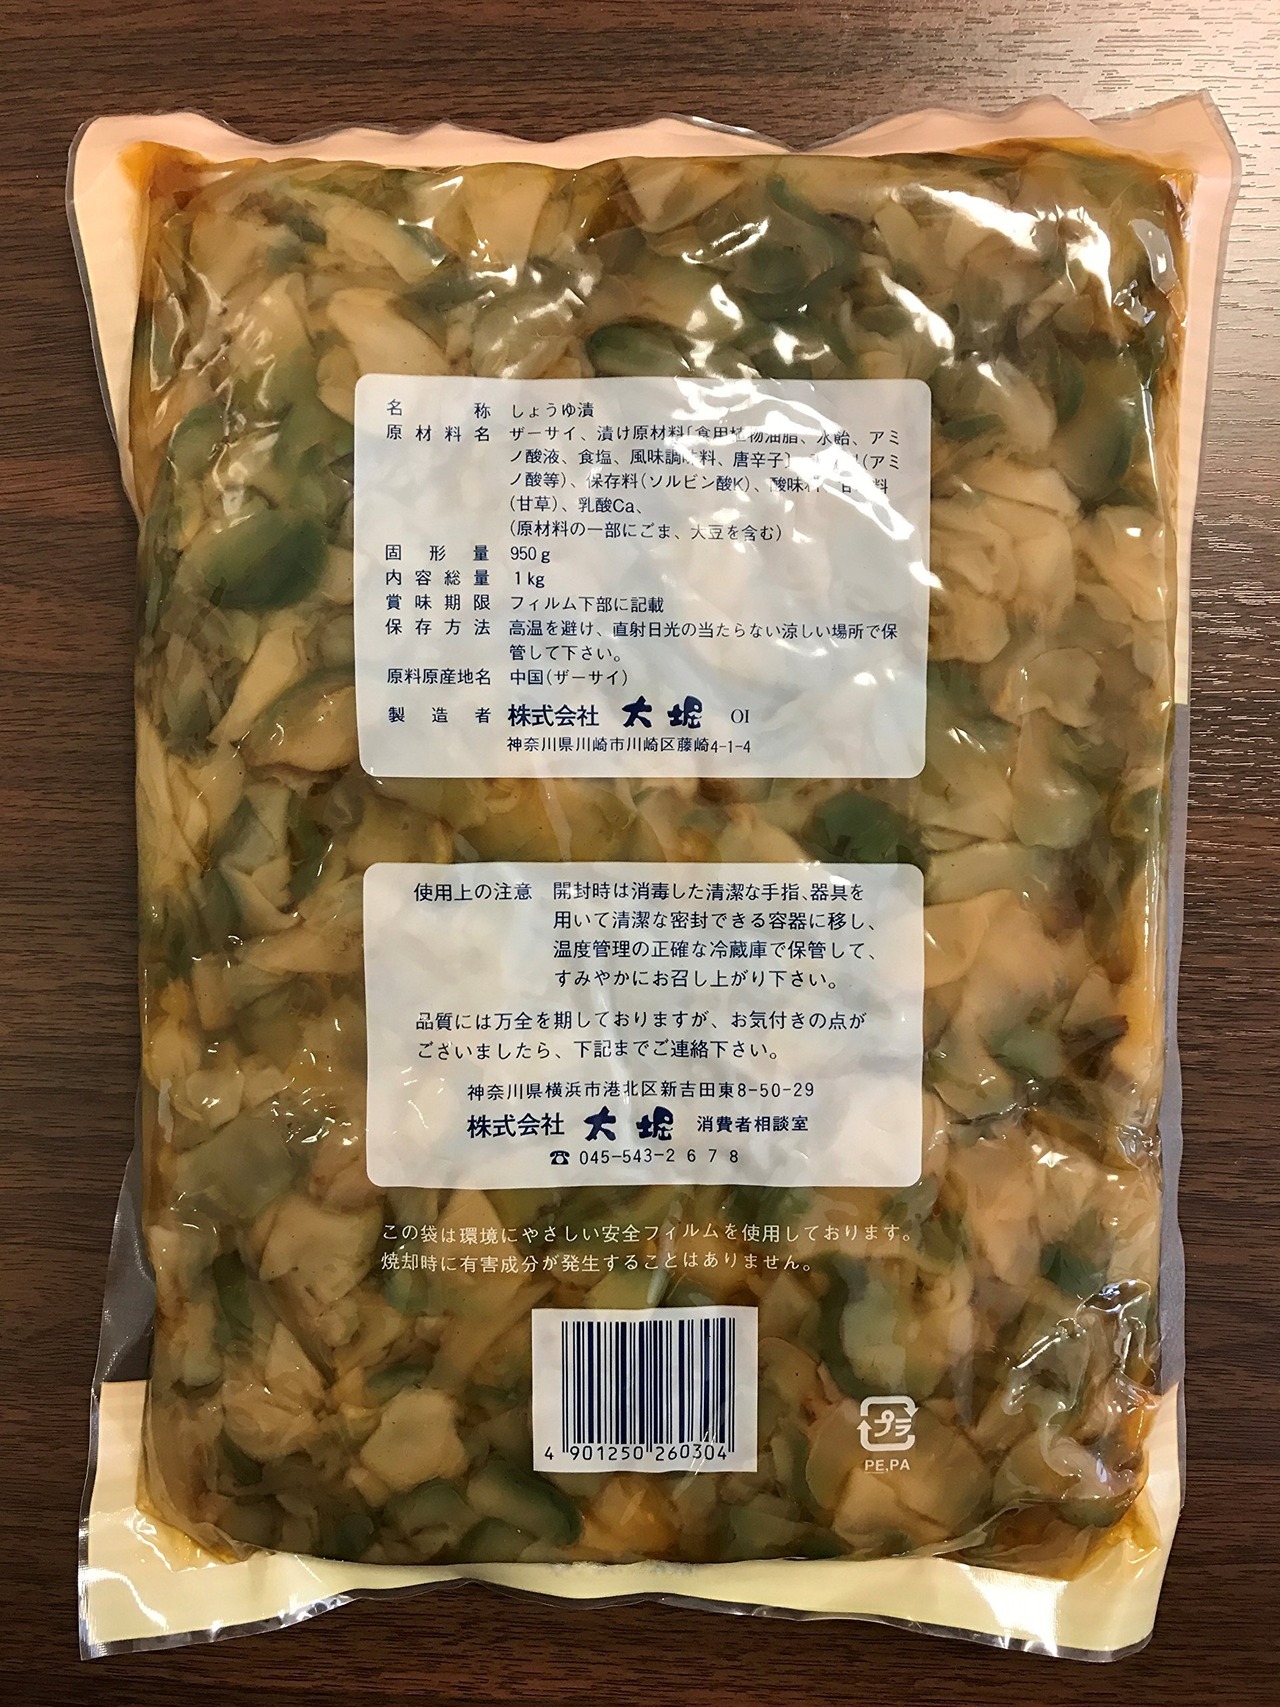 名称 しょうゆ漬
原材料名 ザーサイ、漬け原材料〔食用植物油脂、水飴、アミ
ノ酸液、食塩、風味調味料、唐辛子〕、(アミ
ノ酸等)、保存料(ソルビン酸K)、酸味料、
(甘草)、乳酸Ca、
(原材料の一部にごま、大豆を含む)
固形量 950g
内容総量 1kg
賞味期限 フィルム下部に記載
保存方法 高温を避け、直射日光の当たらない涼しい場所で保
管して下さい。
原料原産地名 中国(ザーサイ)
製造者 株式会社 大堀 OI
神奈川県川崎市川崎区藤崎4-1-4
使用上の注意 開封時は消毒した清潔な手指、器具を
用いて清潔な密封できる容器に移し、
温度管理の正確な冷蔵庫で保管して、
すみやかにお召し上がり下さい。
品質には万全を期しておりますが、お気付きの点が
ございましたら、下記までご連絡下さい。
神奈川県横浜市港北区新吉田東8-50-29
株式会社 大堀 消費者相談室
☎ 045-543-2678
この袋は環境にやさしい安全フィルムを使用しております。
焼却時に有害成分が発生することはありません。
4 901250 260304
プラ
PE,PA